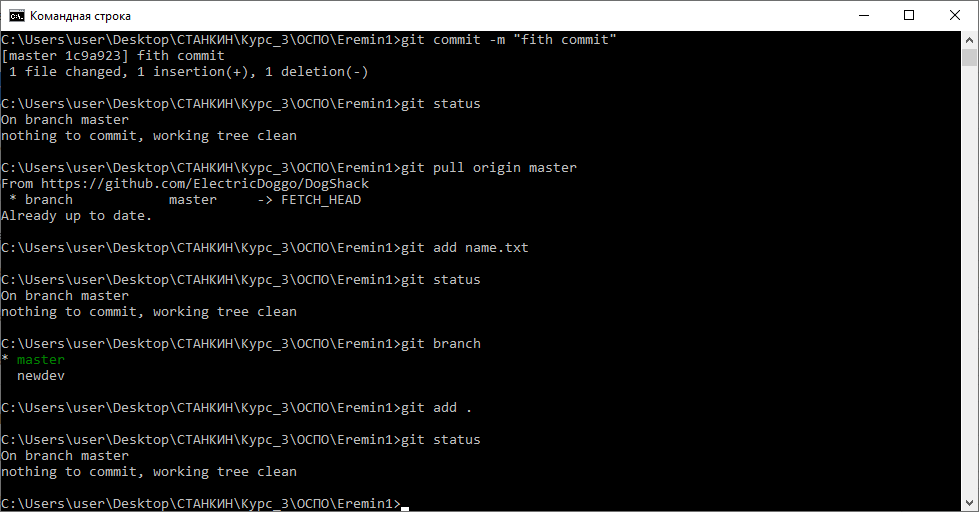 Командная строка
C:\Users\user\Desktop\СТАНКИН\Курс_3\ОСПО\Eremin1>git commit -m "fith commit"
[master 1c9a923] fith commit
 1 file changed, 1 insertion(+), 1 deletion(-)
C:\Users\user\Desktop\СТАНКИН\Курс_3\ОСПО\Eremin1>git status
On branch master
nothing to commit, working tree clean
C:\Users\user\Desktop\СТАНКИН\Курс_3\ОСПО\Eremin1>git pull origin master
From https://github.com/ElectricDoggo/DogShack
 * branch            master     -> FETCH_HEAD
Already up to date.
C:\Users\user\Desktop\СТАНКИН\Курс_3\ОСПО\Eremin1>git add name.txt
C:\Users\user\Desktop\СТАНКИН\Курс_3\ОСПО\Eremin1>git status
On branch master
nothing to commit, working tree clean
C:\Users\user\Desktop\СТАНКИН\Курс_3\ОСПО\Eremin1>git branch
* master
  newdev
C:\Users\user\Desktop\СТАНКИН\Курс_3\ОСПО\Eremin1>git add .
C:\Users\user\Desktop\СТАНКИН\Курс_3\ОСПО\Eremin1>git status
On branch master
nothing to commit, working tree clean
C:\Users\user\Desktop\СТАНКИН\Курс_3\ОСПО\Eremin1>